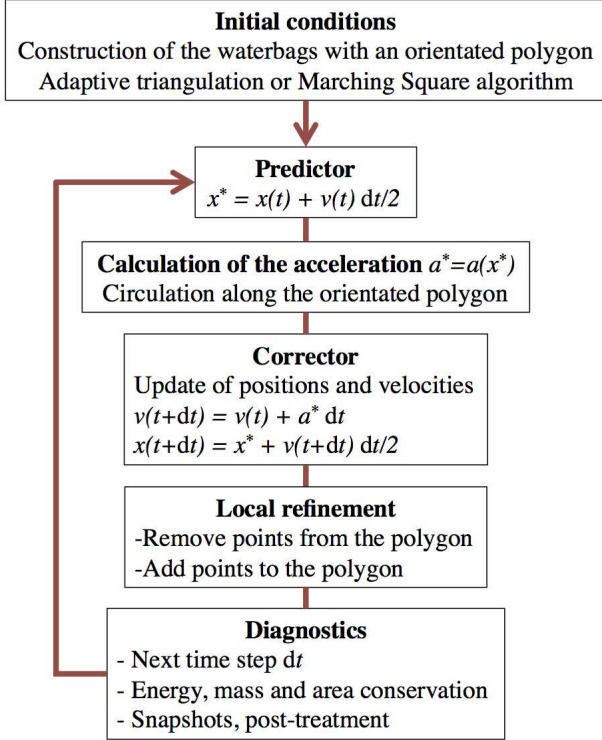 Initial conditions
Construction of the waterbags with an orientated polygon
Adaptive triangulation or Marching Square algorithm
Predictor
x* = x(t) + v(t) dt/2
Calculation of the acceleration a*=a(x*)
Circulation along the orientated polygon
Corrector
Update of positions and velocities
v(t+dt) = v(t) + a* dt
x(t+dt) = x* + v(t+dt) dt/2
Local refinement
-Remove points from the polygon
-Add points to the polygon
Diagnostics
- Next time step dt
- Energy, mass and area conservation
- Snapshots, post-treatment